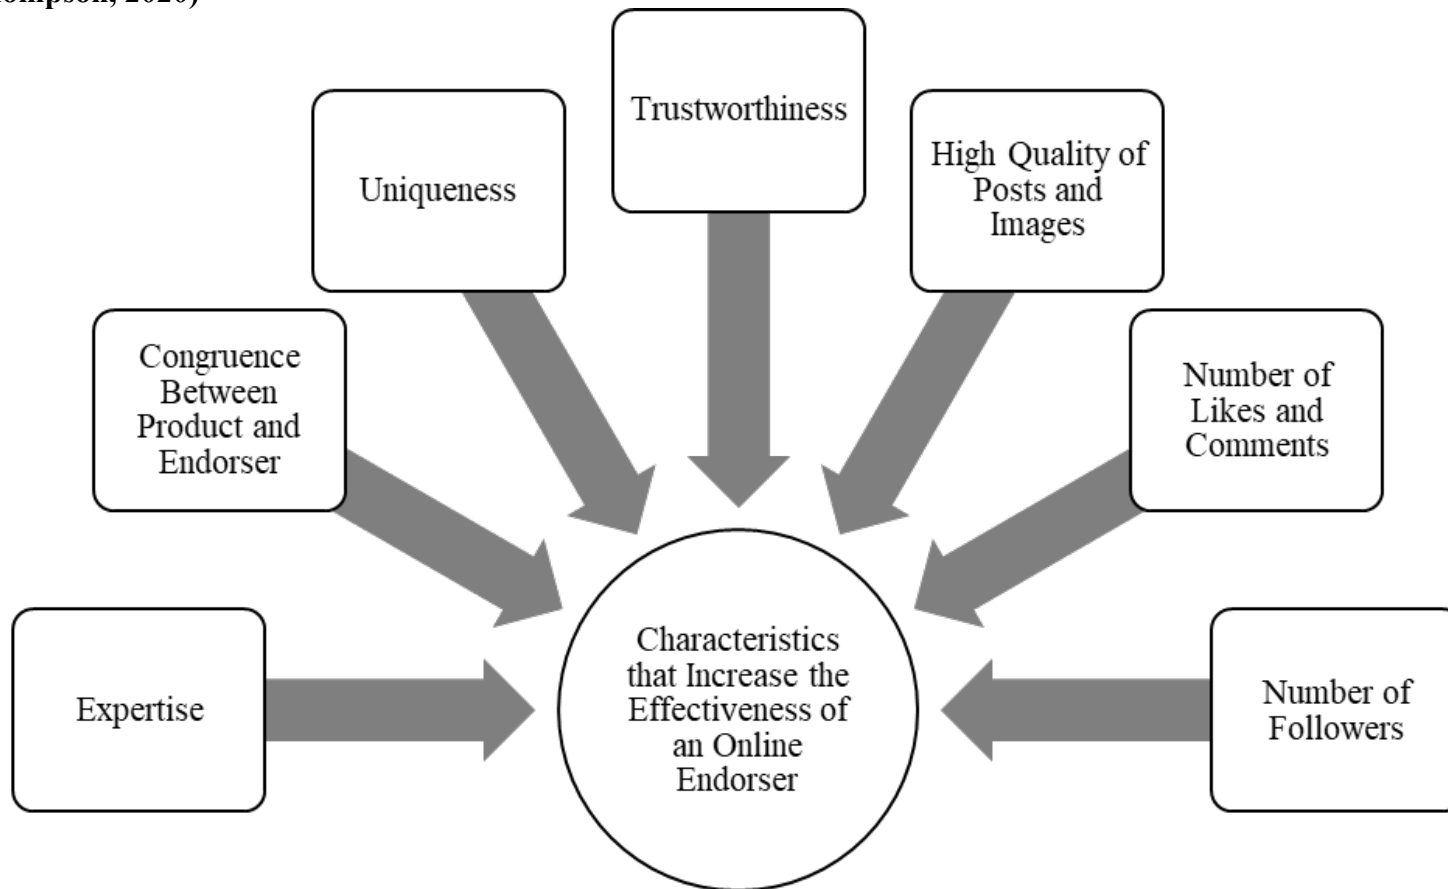 2020)
Trustworthiness
Uniqueness
High Quality of
Posts and
Images
Congruence
Between
Product and
Endorser
Number of
Likes and
Comments
Expertise
Characteristics
that Increase the
Effectiveness of
an Online
Endorser
Number of
Followers